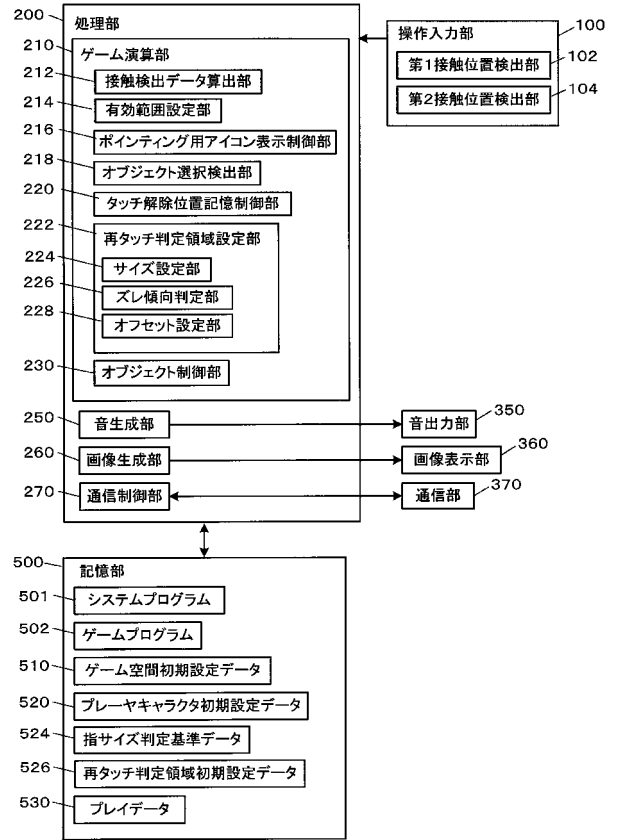 200
処理部
210
ゲーム演算部
212
接触検出データ算出部
214
有効範囲設定部
216
ポインティング用アイコン表示制御部
218
オブジェクト選択検出部
220
タッチ解除位置記憶制御部
222
再タッチ判定領域設定部
224
サイズ設定部
226
ズレ傾向判定部
228
オフセット設定部
230
オブジェクト制御部
250
音生成部
260
画像生成部
270
通信制御部
操作入力部
100
第1接触位置検出部
102
第2接触位置検出部
104
音出力部
350
画像表示部
360
通信部
370
500
記憶部
501
システムプログラム
502
ゲームプログラム
510
ゲーム空間初期設定データ
520
プレーヤキャラクタ初期設定データ
524
指サイズ判定基準データ
526
再タッチ判定領域初期設定データ
530
プレイデータ